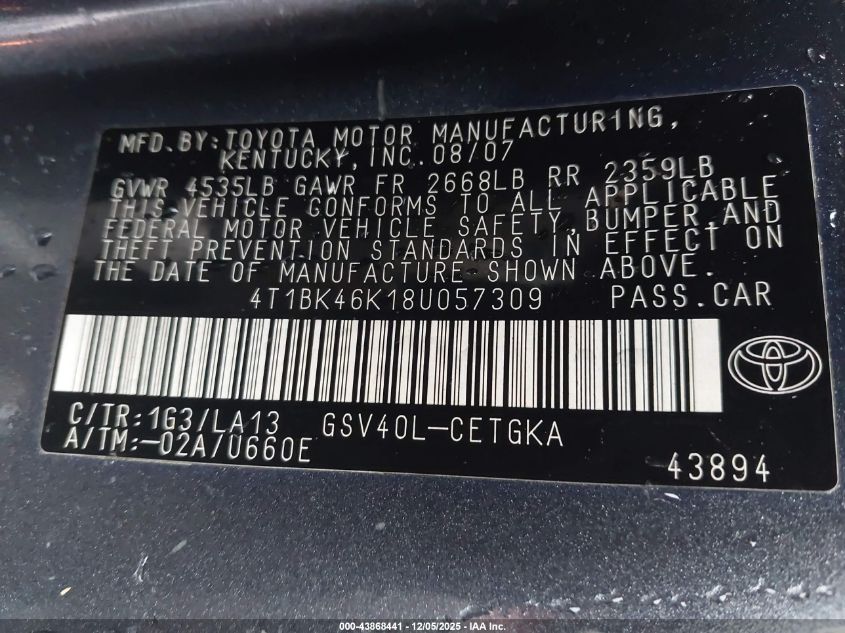 MFD. BY: TOYOTA MOTOR MANUFACTUR1NG,
KENTUCKY, INC. 08/07
GVWR 4535LB GAWR FR 2668LB RR 2359LB
THIS VEHICLE CONFORMS TO ALL APPLICABLE
FEDERAL MOTOR VEHICLE SAFETY, BUMPER, AND
THEFT PREVENTION STANDARDS IN EFFECT ON
THE DATE OF MANUFACTURE SHOWN ABOVE.
4T1BK46K18U057309 PASS.CAR
C/TR: 1G3/LA13 GSV40L-CETGKA
A/TM:-02A/U660E
43894
000-43868441 - 12/05/2025 - IAA Inc.